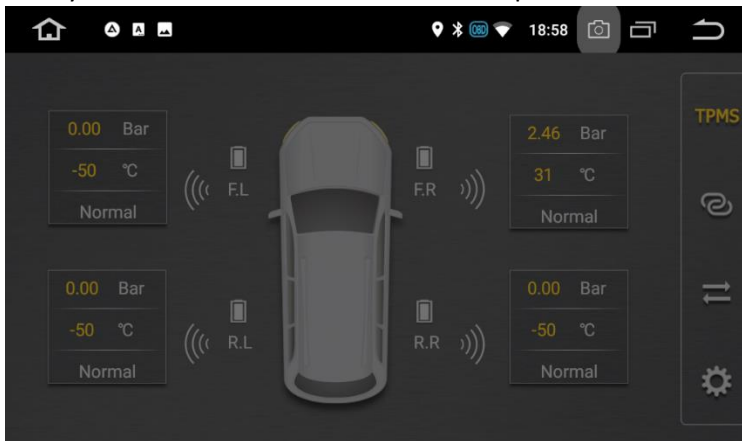 OBD 18:58
TPMS
0.00 Bar
-50 °C
Normal
F.L
F.R
2.46 Bar
31 °C
Normal
0.00 Bar
-50 °C
Normal
R.L
R.R
0.00 Bar
-50 °C
Normal